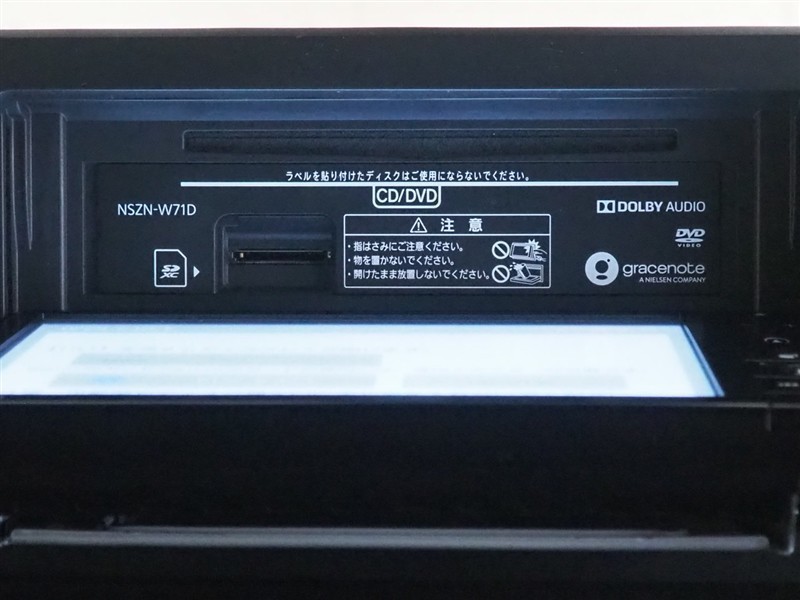 ラベルを貼り付けたディスクはご使用にならないでください。
CD/DVD
NSZN-W71D
SD
XC
⚠ 注 意
・指はさみにご注意ください。
・物を置かないでください。
・開けたまま放置しないでください。
DOLBY AUDIO
DVD
VIDEO
gracenote
A NIELSEN COMPANY